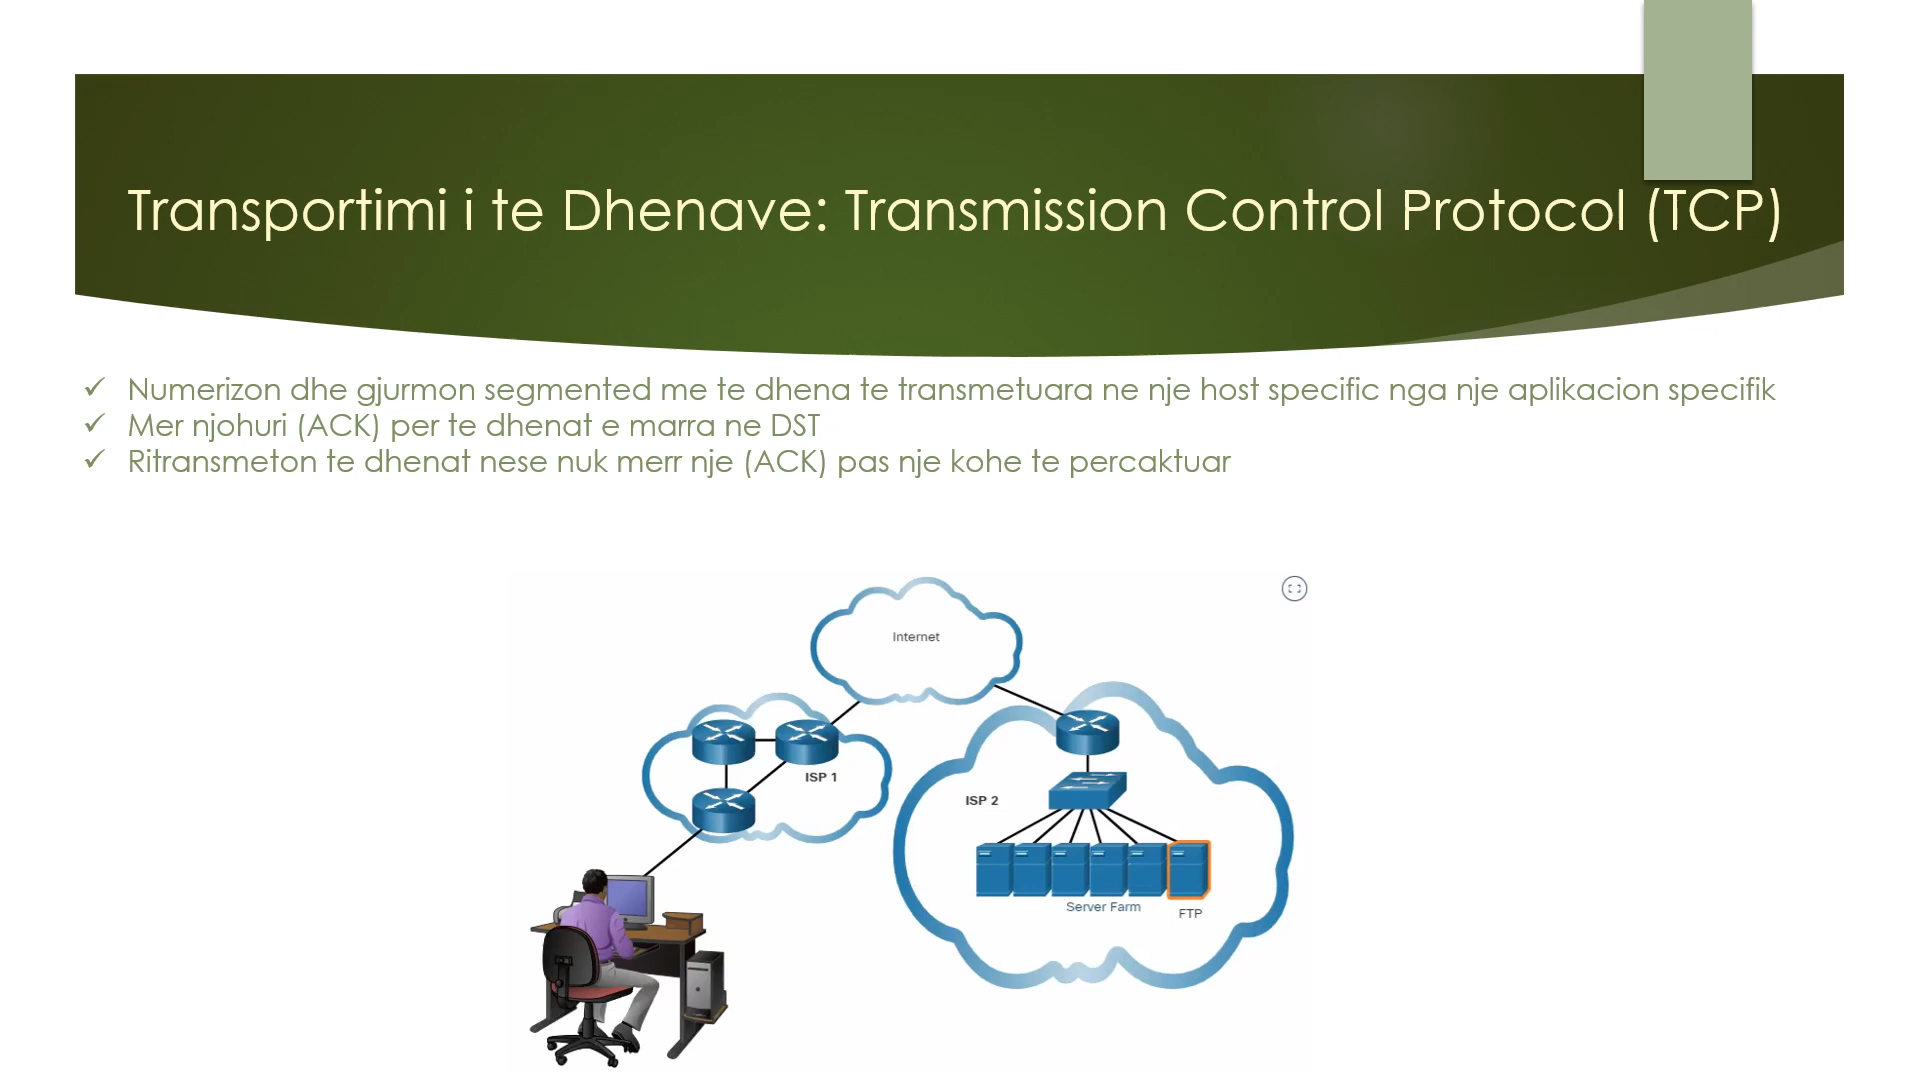 Transportimi i te Dhenave: Transmission Control Protocol (TCP)
Numerizon dhe gjurmon segmented me te dhena te transmetuara ne nje host specific nga nje aplikacion specifik
Mer njohuri (ACK) per te dhenat e marra ne DST
Ritransmeton te dhenat nese nuk merr nje (ACK) pas nje kohe te percaktuar
Internet
ISP 1
ISP 2
Server Farm
FTP